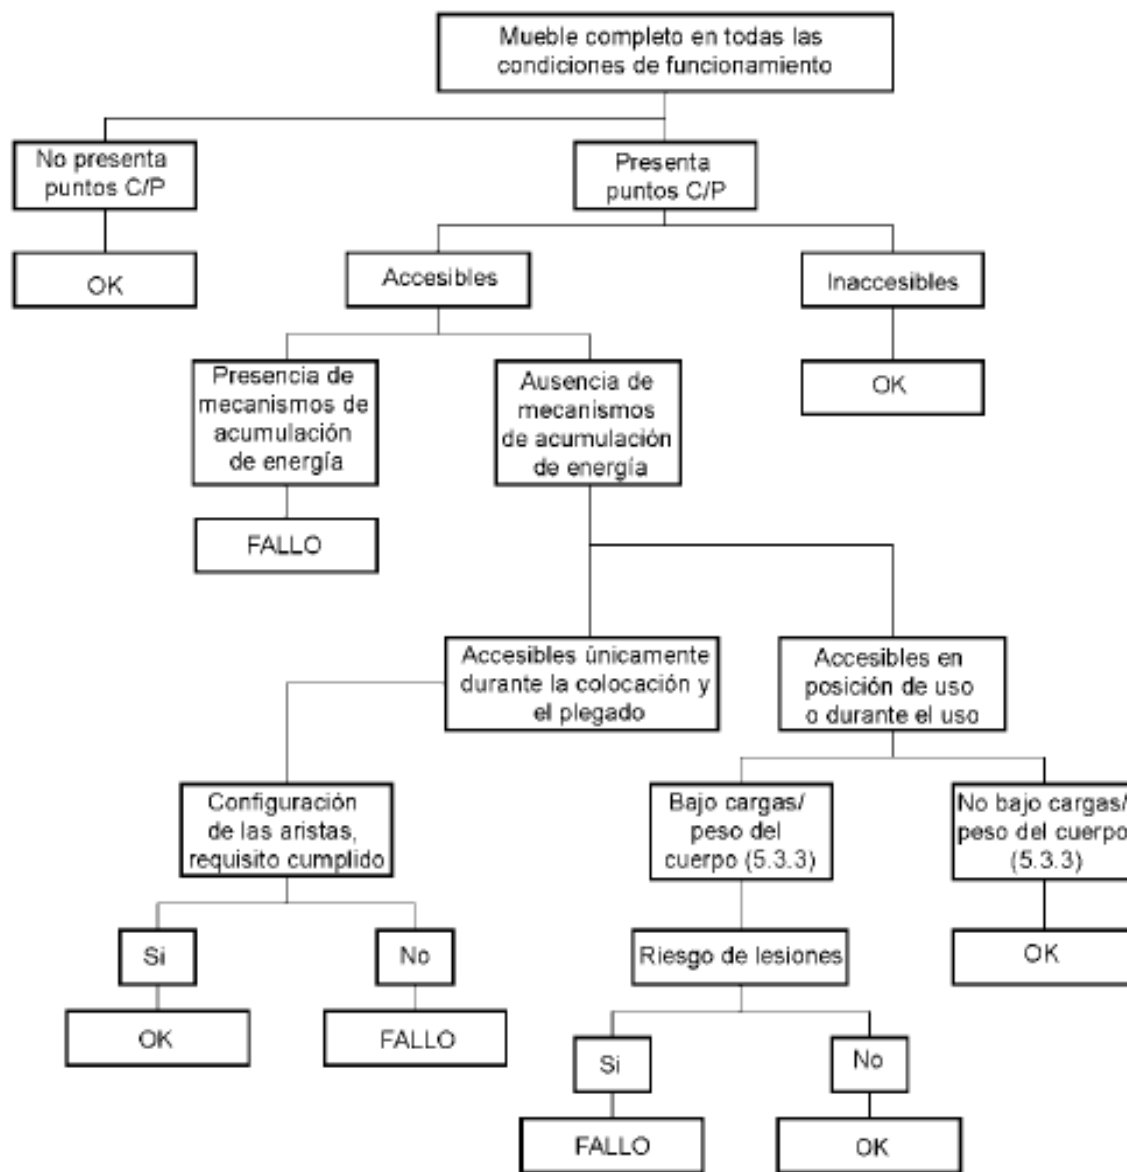 Mueble completo en todas las
condiciones de funcionamiento
No presenta
puntos C/P
Presenta
puntos C/P
OK
Accesibles
Inaccesibles
OK
Presencia de
mecanismos de
acumulación
de energía
Ausencia de
mecanismos
de acumulación
de energía
FALLO
Accesibles únicamente
durante la colocación y
el plegado
Accesibles en
posición de uso
o durante el uso
Configuración
de las aristas,
requisito cumplido
Bajo cargas/
peso del
cuerpo (5.3.3)
No bajo cargas/
peso del cuerpo
(5.3.3)
Si
No
Riesgo de lesiones
OK
OK
FALLO
Si
No
FALLO
OK